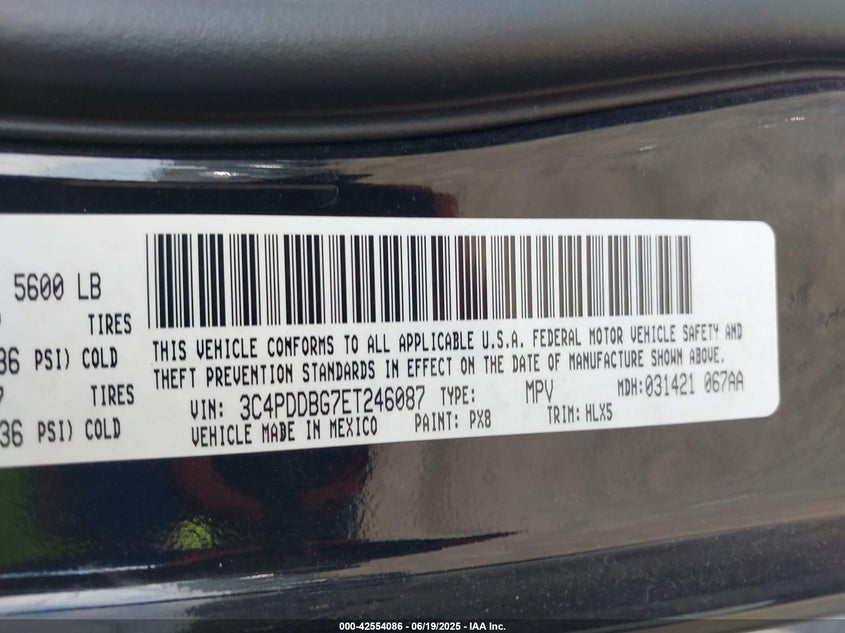 5600 LB
TIRES
36 PSI) COLD
TIRES
36 PSI) COLD
THIS VEHICLE CONFORMS TO ALL APPLICABLE U.S.A. FEDERAL MOTOR VEHICLE SAFETY AND
THEFT PREVENTION STANDARDS IN EFFECT ON THE DATE OF MANUFACTURE SHOWN ABOVE.
VIN: 3C4PDDBG7ET246087 TYPE: MPV MDH:031421 067AA
VEHICLE MADE IN MEXICO PAINT: PX8 TRIM: HLX5
000-42554086 - 06/19/2025 - IAA Inc.